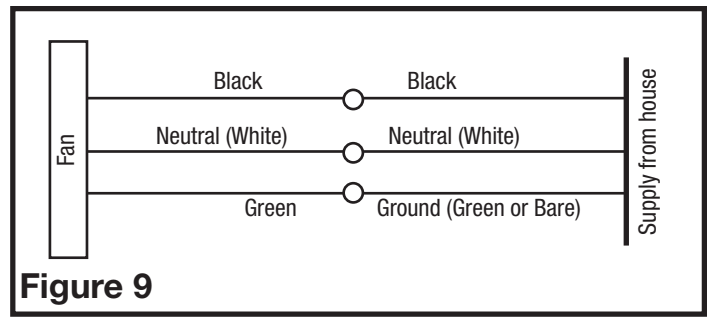 Black Black
Neutral (White) Neutral (White)
Green Ground (Green or Bare)
Fan
Supply from house
Figure 9